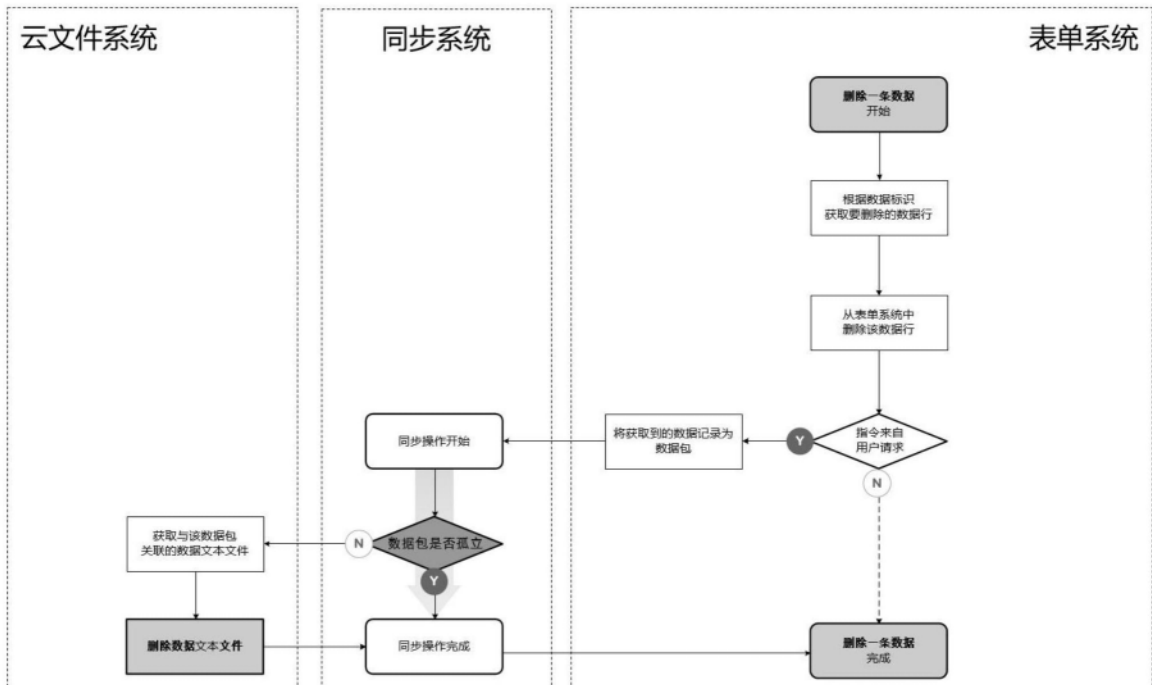 云文件系统
同步系统
表单系统
删除一条数据
开始
根据数据标识
获取要删除的数据行
从表单系统中
删除该数据行
指令来自
用户请求
Y
N
将获取到的数据记录为
数据包
同步操作开始
数据包是否孤立
N
Y
获取与该数据包
关联的数据文本文件
删除数据文本文件
同步操作完成
删除一条数据
完成